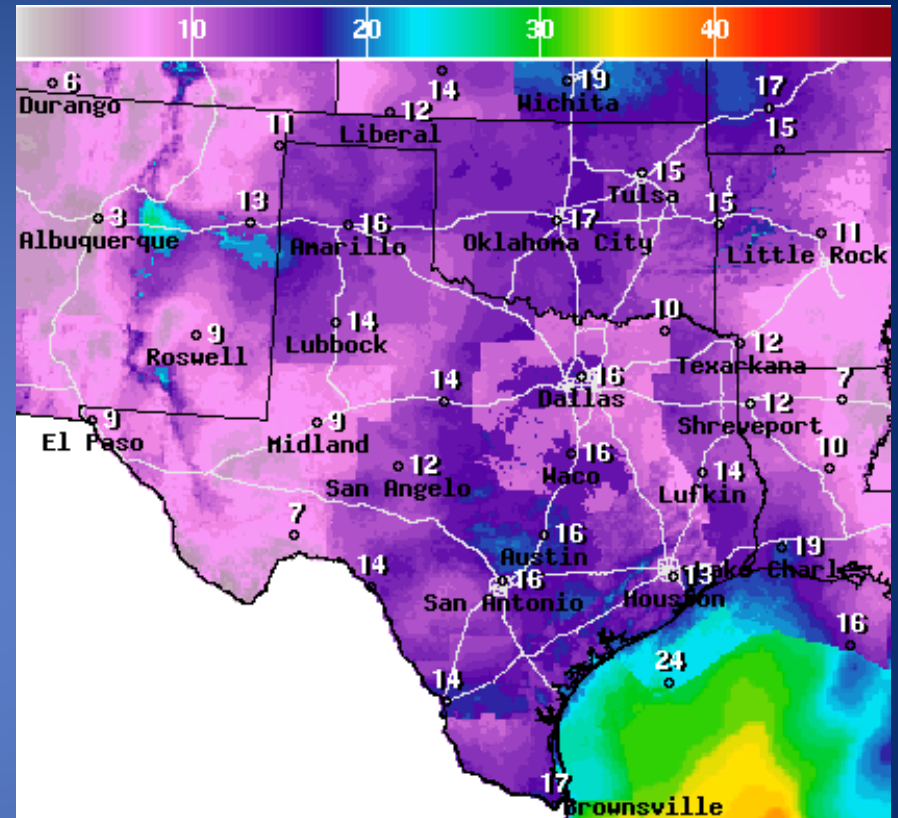 10 20 30 40
6
Durango
14
19
Wichita
17
12
Liberal
11
15
15
Tulsa
3
Albuquerque
13
16
Amarillo
17
Oklahoma City
15
11
Little Rock
9
Roswell
14
Lubbock
10
12
Texarkana
16
Dallas
14
7
12
Shreveport
9
El Paso
9
Midland
12
San Angelo
16
Waco
14
Lufkin
10
7
16
Austin
19
Lake Charles
14
16
San Antonio
13
Houston
16
24
14
17
Brownsville